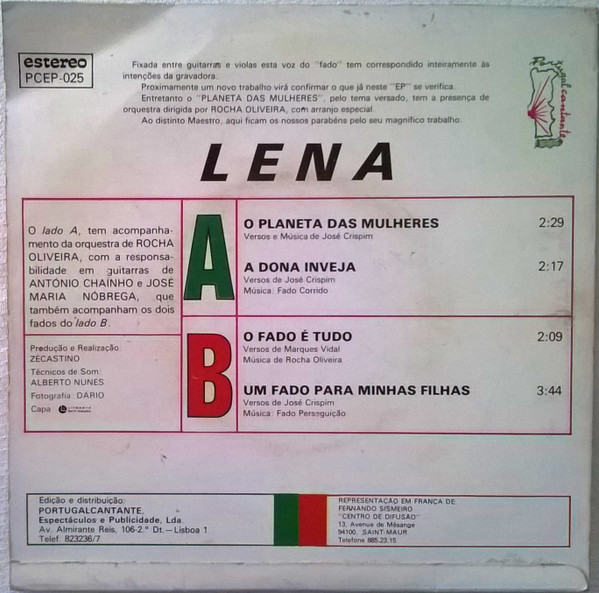 estereo
PCEP-025
Fixada entre guitarras e violas esta voz do "fado" tem correspondido inteiramente às
intenções da gravadora.
Proximamente um novo trabalho virá confirmar o que já neste "EP" se verifica.
Entretanto o "PLANETA DAS MULHERES", pelo tema versado, tem a presença de
orquestra dirigida por ROCHA OLIVEIRA, com arranjo especial.
Ao distinto Maestro, aqui ficam os nossos parabéns pelo seu magnífico trabalho.
Portugalcantante
LENA
O lado A, tem acompanha-
mento da orquestra de ROCHA
OLIVEIRA, com a responsa-
bilidade em guitarras de
ANTÓNIO CHAÍNHO e JOSÉ
MARIA NÓBREGA, que
também acompanham os dois
fados do lado B.
Produção e Realização:
ZECASTINO
Técnicos de Som:
ALBERTO NUNES
Fotografia: DARIO
Capa
A
O PLANETA DAS MULHERES 2:29
Versos e Música de José Crispim
A DONA INVEJA 2:17
Versos de José Crispim
Música: Fado Corrido
B
O FADO É TUDO 2:09
Versos de Marques Vidal
Música de Rocha Oliveira
UM FADO PARA MINHAS FILHAS 3:44
Versos de José Crispim
Música: Fado Perseguição
Edição e distribuição:
PORTUGALCANTANTE,
Espectáculos e Publicidade, Lda.
Av. Almirante Reis, 106-2.º Dt.—Lisboa 1
Telef. 823236/7
REPRESENTAÇÃO EM FRANÇA DE:
FERNANDO SISMEIRO
"CENTRO DE DIFUSÃO"
13, Avenue de Mésange
94100, SAINT-MAUR
Telefone 885.23.15